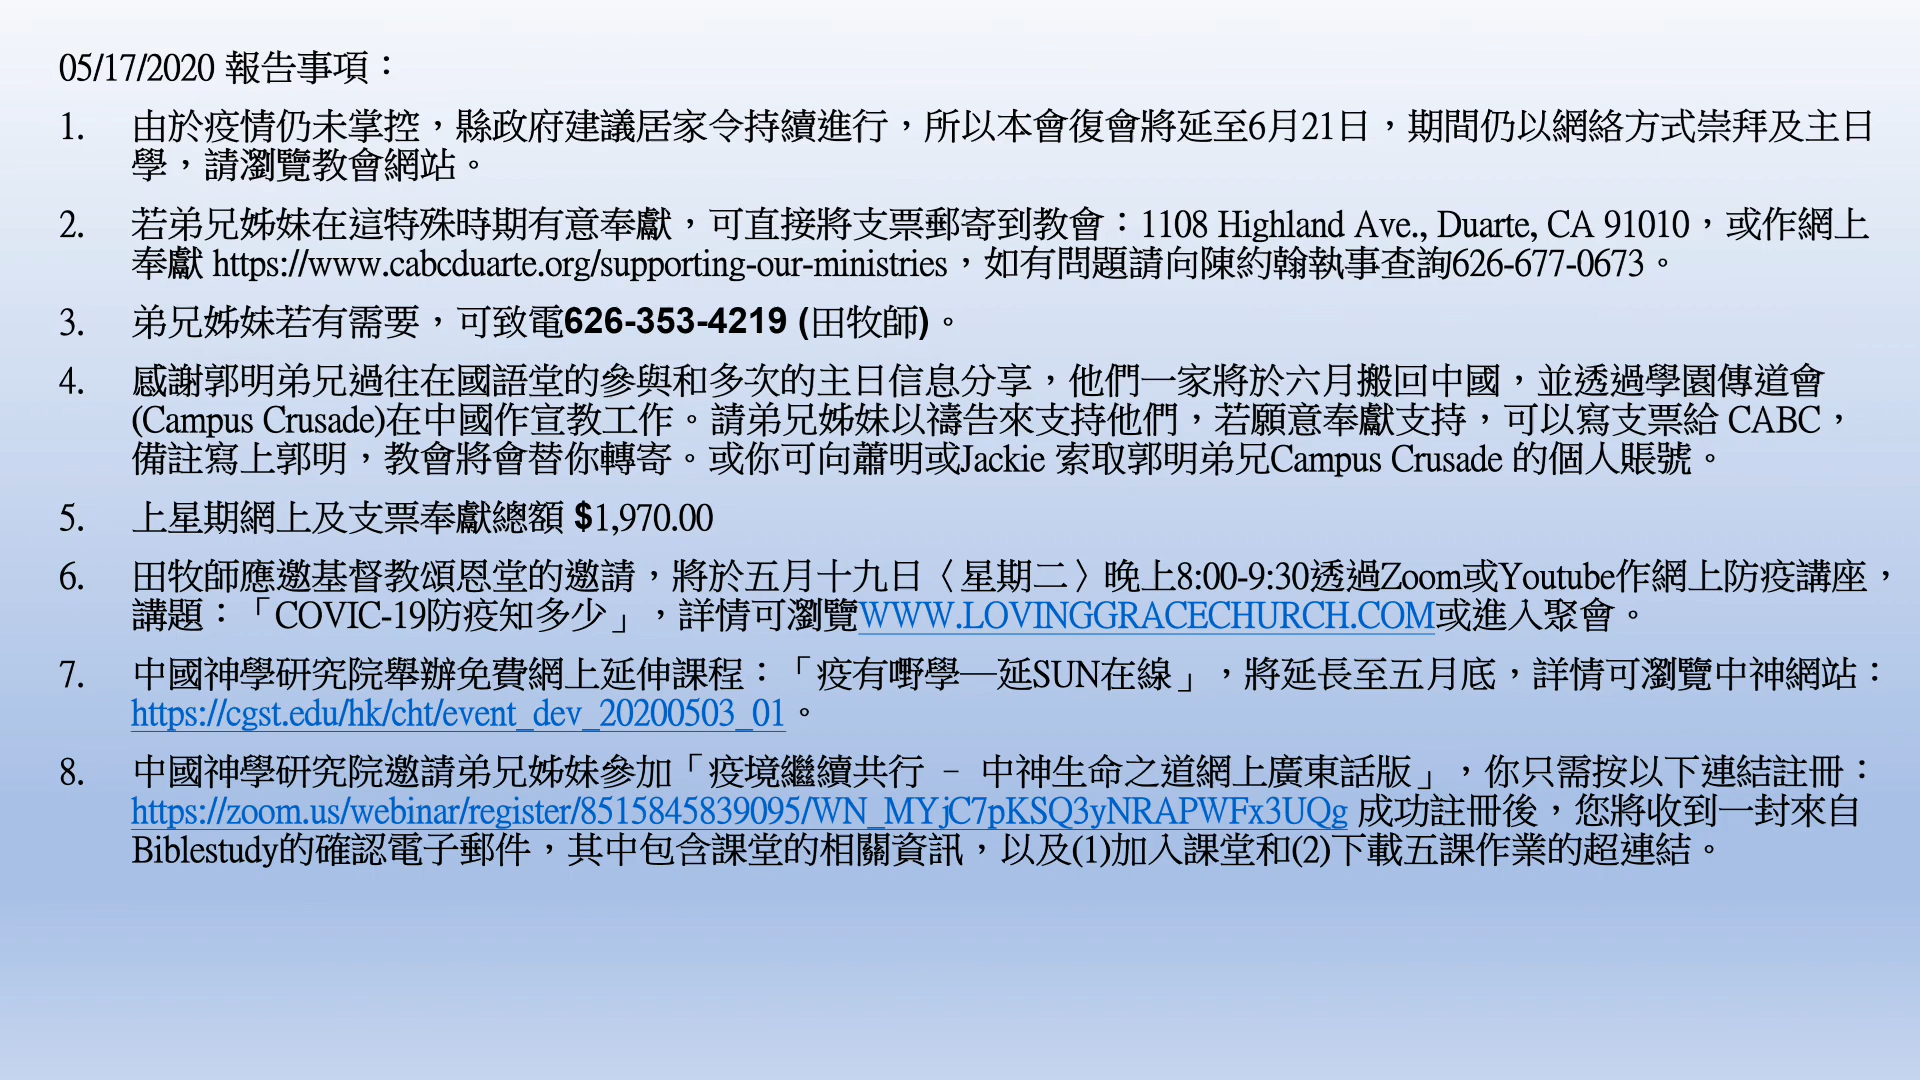 05/17/2020 報告事項：
1. 由於疫情仍未掌控，縣政府建議居家令持續進行，所以本會復會將延至6月21日，期間仍以網絡方式崇拜及主日
學，請瀏覽教會網站。
2. 若弟兄姊妹在這特殊時期有意奉獻，可直接將支票郵寄到教會：1108 Highland Ave., Duarte, CA 91010，或作網上
奉獻 https://www.cabcduarte.org/supporting-our-ministries，如有問題請向陳約翰執事查詢626-677-0673。
3. 弟兄姊妹若有需要，可致電626-353-4219 (田牧師)。
4. 感謝郭明弟兄過往在國語堂的參與和多次的主日信息分享，他們一家將於六月搬回中國，並透過學園傳道會
(Campus Crusade)在中國作宣教工作。請弟兄姊妹以禱告來支持他們，若願意奉獻支持，可以寫支票給 CABC，
備註寫上郭明，教會將會替你轉寄。或你可向蕭明或Jackie 索取郭明弟兄Campus Crusade 的個人賬號。
5. 上星期網上及支票奉獻總額 $1,970.00
6. 田牧師應邀基督教頌恩堂的邀請，將於五月十九日〈星期二〉晚上8:00-9:30透過Zoom或Youtube作網上防疫講座，
講題：「COVIC-19防疫知多少」，詳情可瀏覽WWW.LOVINGGRACECHURCH.COM或進入聚會。
7. 中國神學研究院舉辦免費網上延伸課程：「疫有嘢學—延SUN在線」，將延長至五月底，詳情可瀏覽中神網站：
https://cgst.edu/hk/cht/event_dev_20200503_01。
8. 中國神學研究院邀請弟兄姊妹參加「疫境繼續共行 – 中神生命之道網上廣東話版」，你只需按以下連結註冊：
https://zoom.us/webinar/register/8515845839095/WN_MYjC7pKSQ3yNRAPWFx3UQg 成功註冊後，您將收到一封來自
Biblestudy的確認電子郵件，其中包含課堂的相關資訊，以及(1)加入課堂和(2)下載五課作業的超連結。